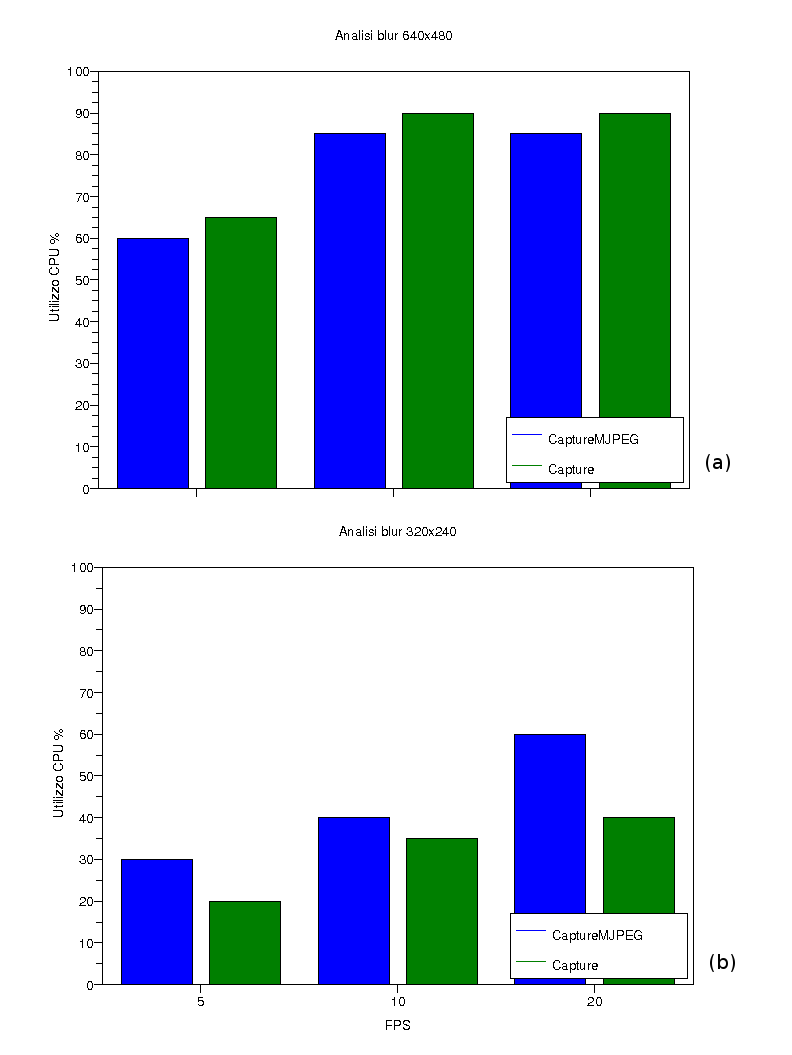 Analisi blur 640x480
100
90
80
70
60
50
40
30
20
10
0
Utilizzo CPU %
CaptureMJPEG
Capture
(a)
Analisi blur 320x240
100
90
80
70
60
50
40
30
20
10
0
Utilizzo CPU %
CaptureMJPEG
Capture
(b)
5 10 20
FPS